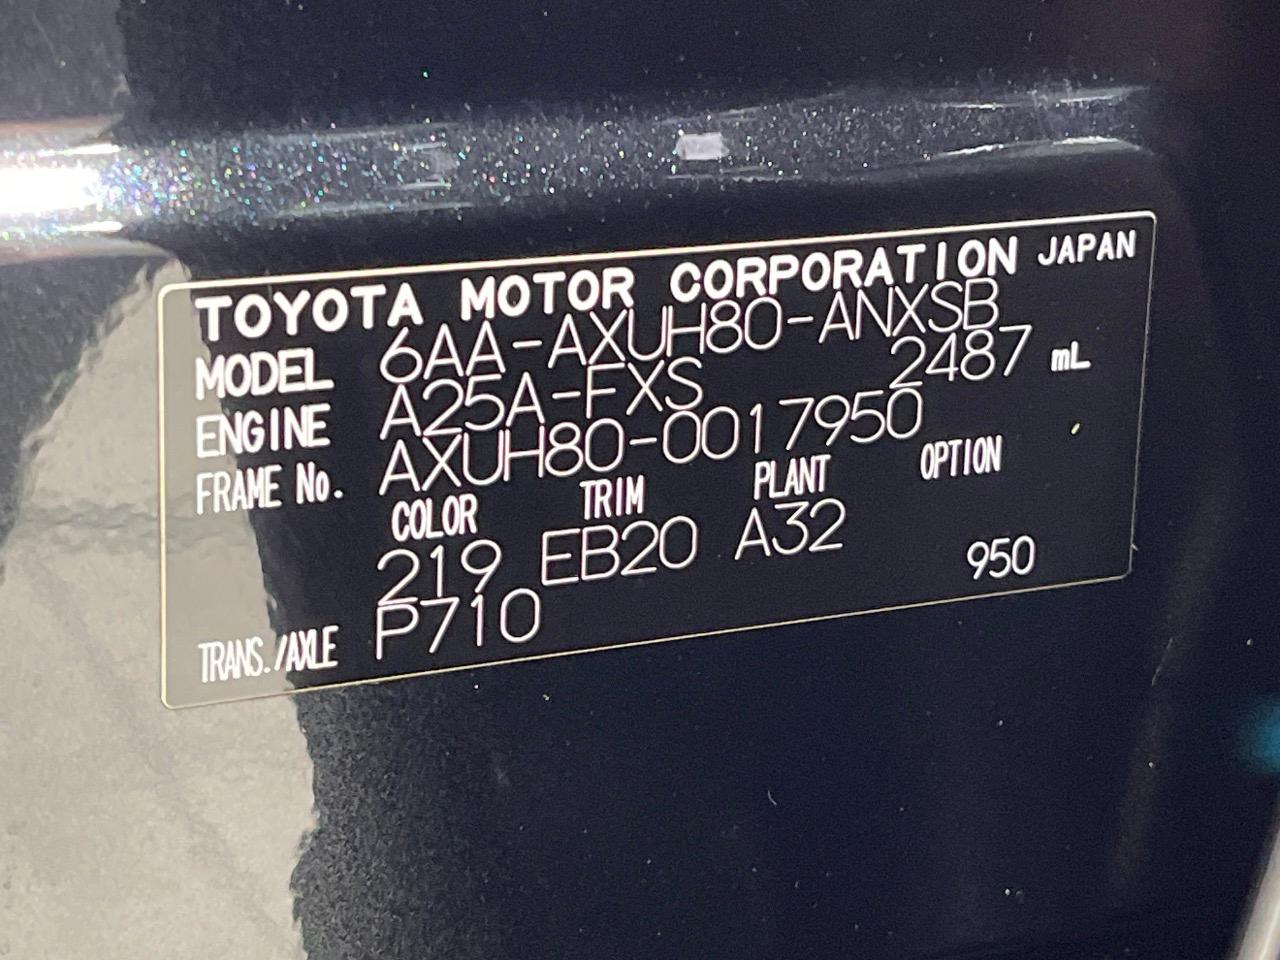 TOYOTA MOTOR CORPORATION JAPAN
MODEL 6AA-AXUH80-ANXSB
ENGINE A25A-FXS 2487 mL
FRAME No. AXUH80-0017950
COLOR TRIM PLANT OPTION
219 EB20 A32
TRANS./AXLE P710 950